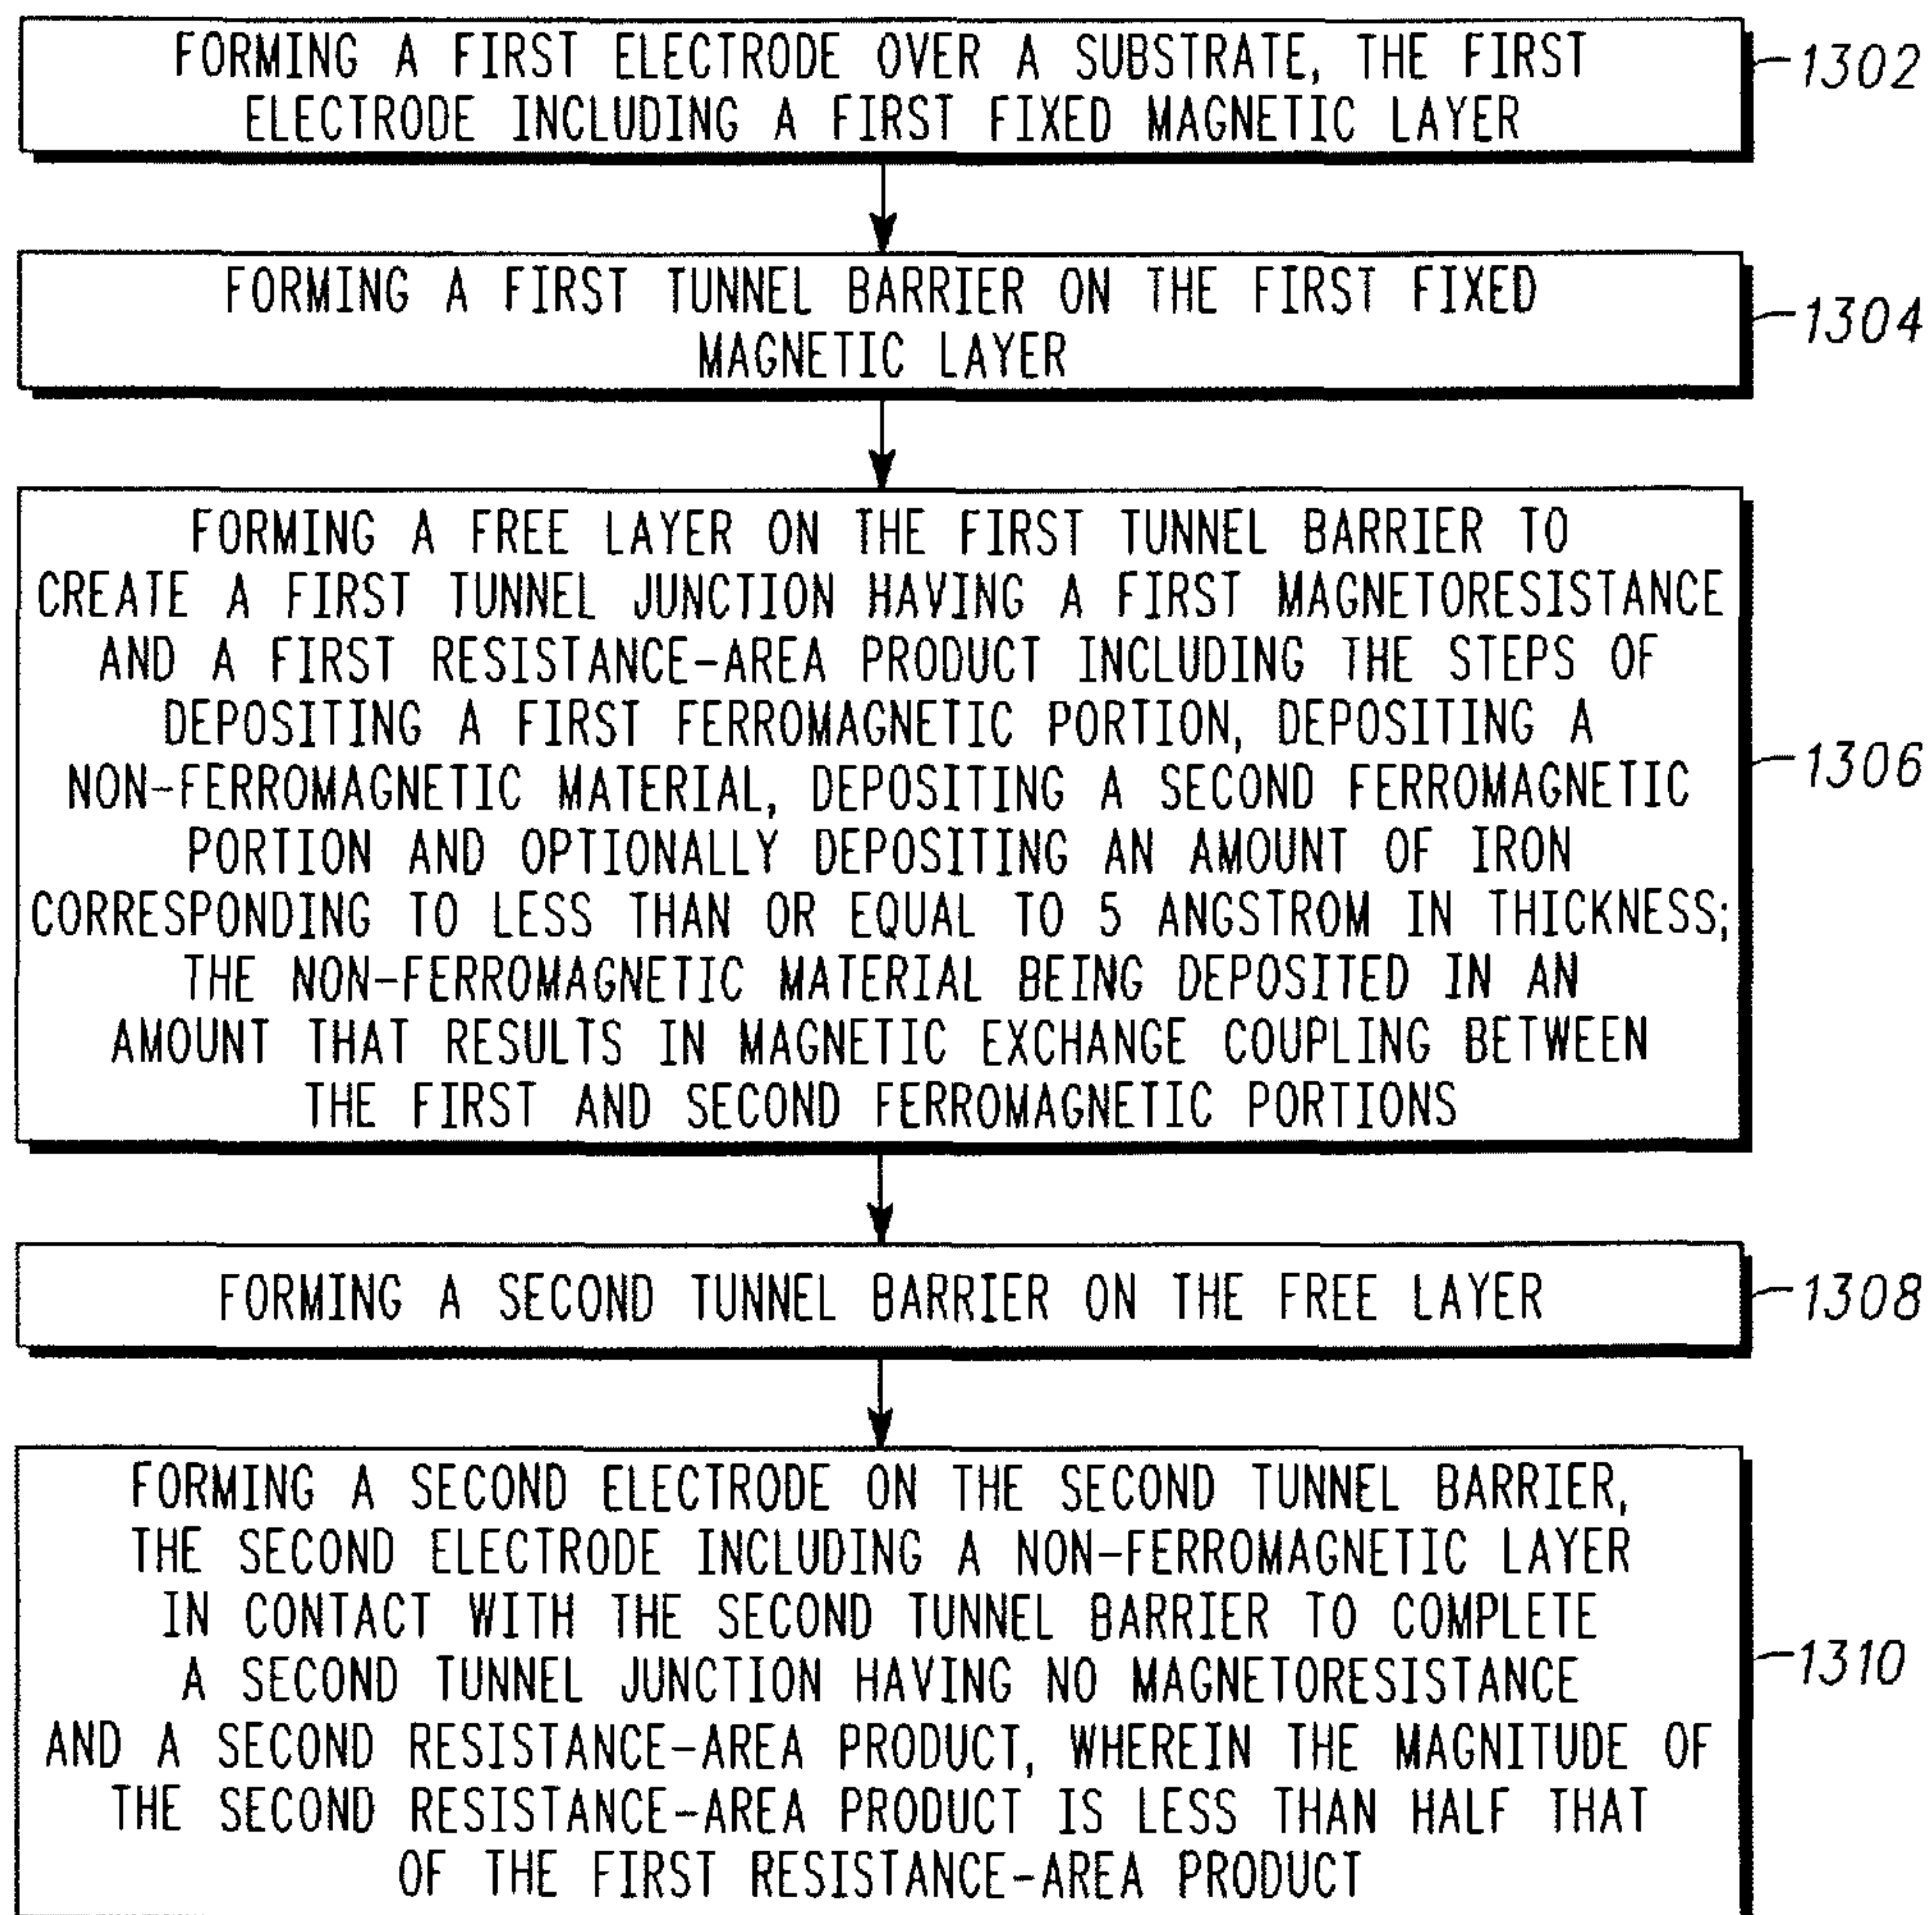 FORMING A FIRST ELECTRODE OVER A SUBSTRATE, THE FIRST
ELECTRODE INCLUDING A FIRST FIXED MAGNETIC LAYER
1302
FORMING A FIRST TUNNEL BARRIER ON THE FIRST FIXED
MAGNETIC LAYER
1304
FORMING A FREE LAYER ON THE FIRST TUNNEL BARRIER TO
CREATE A FIRST TUNNEL JUNCTION HAVING A FIRST MAGNETORESISTANCE
AND A FIRST RESISTANCE-AREA PRODUCT INCLUDING THE STEPS OF
DEPOSITING A FIRST FERROMAGNETIC PORTION, DEPOSITING A
NON-FERROMAGNETIC MATERIAL, DEPOSITING A SECOND FERROMAGNETIC
PORTION AND OPTIONALLY DEPOSITING AN AMOUNT OF IRON
CORRESPONDING TO LESS THAN OR EQUAL TO 5 ANGSTROM IN THICKNESS;
THE NON-FERROMAGNETIC MATERIAL BEING DEPOSITED IN AN
AMOUNT THAT RESULTS IN MAGNETIC EXCHANGE COUPLING BETWEEN
THE FIRST AND SECOND FERROMAGNETIC PORTIONS
1306
FORMING A SECOND TUNNEL BARRIER ON THE FREE LAYER
1308
FORMING A SECOND ELECTRODE ON THE SECOND TUNNEL BARRIER,
THE SECOND ELECTRODE INCLUDING A NON-FERROMAGNETIC LAYER
IN CONTACT WITH THE SECOND TUNNEL BARRIER TO COMPLETE
A SECOND TUNNEL JUNCTION HAVING NO MAGNETORESISTANCE
AND A SECOND RESISTANCE-AREA PRODUCT, WHEREIN THE MAGNITUDE OF
THE SECOND RESISTANCE-AREA PRODUCT IS LESS THAN HALF THAT
OF THE FIRST RESISTANCE-AREA PRODUCT
1310